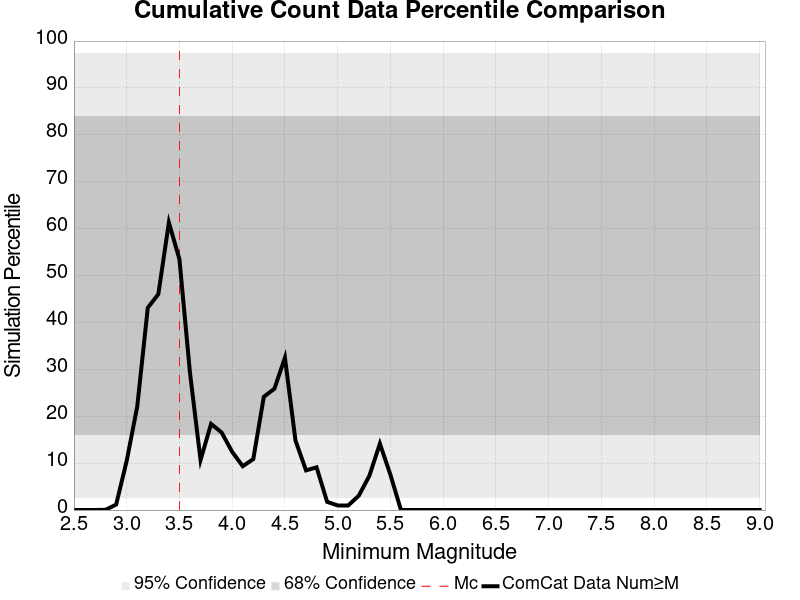 Cumulative Count Data Percentile Comparison
100
90
80
70
60
50
40
30
20
10
0
Simulation Percentile
2.5 3.0 3.5 4.0 4.5 5.0 5.5 6.0 6.5 7.0 7.5 8.0 8.5 9.0
Minimum Magnitude
95% Confidence 68% Confidence Mc ComCat Data Num≥M